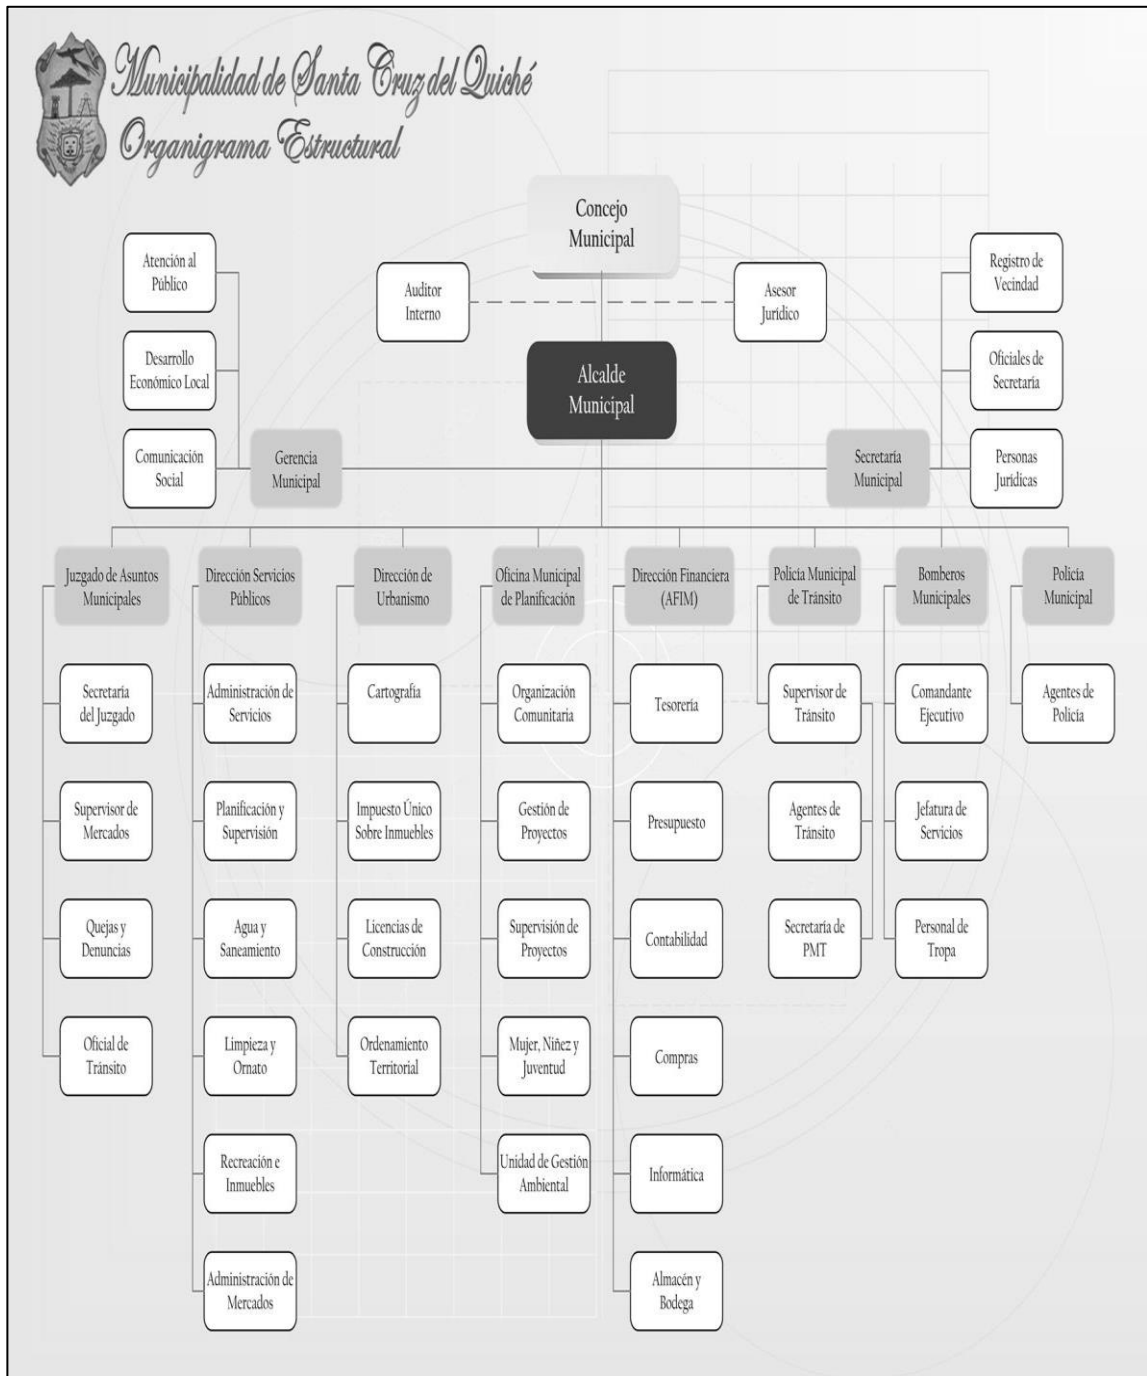 Municipalidad de Santa Cruz del Quiché
Organigrama Estructural
Concejo
Municipal
Atención al
Público
Auditor
Interno
Asesor
Jurídico
Registro de
Vecindad
Desarrollo
Económico Local
Alcalde
Municipal
Oficiales de
Secretaría
Comunicación
Social
Gerencia
Municipal
Secretaría
Municipal
Personas
Jurídicas
Juzgado de Asuntos
Municipales
Dirección Servicios
Públicos
Dirección de
Urbanismo
Oficina Municipal
de Planificación
Dirección Financiera
(AFIM)
Policía Municipal
de Tránsito
Bomberos
Municipales
Policía
Municipal
Secretaría
del Juzgado
Administración de
Servicios
Cartografía
Organización
Comunitaria
Tesorería
Supervisor de
Tránsito
Comandante
Ejecutivo
Agentes de
Policía
Supervisor de
Mercados
Planificación y
Supervisión
Impuesto Único
Sobre Inmuebles
Gestión de
Proyectos
Presupuesto
Agentes de
Tránsito
Jefatura de
Servicios
Quejas y
Denuncias
Agua y
Saneamiento
Licencias de
Construcción
Supervisión de
Proyectos
Contabilidad
Secretaría de
PMT
Personal de
Tropa
Oficial de
Tránsito
Limpieza y
Ornato
Ordenamiento
Territorial
Mujer, Niñez y
Juventud
Compras
Recreación e
Inmuebles
Unidad de Gestión
Ambiental
Informática
Administración de
Mercados
Almacén y
Bodega